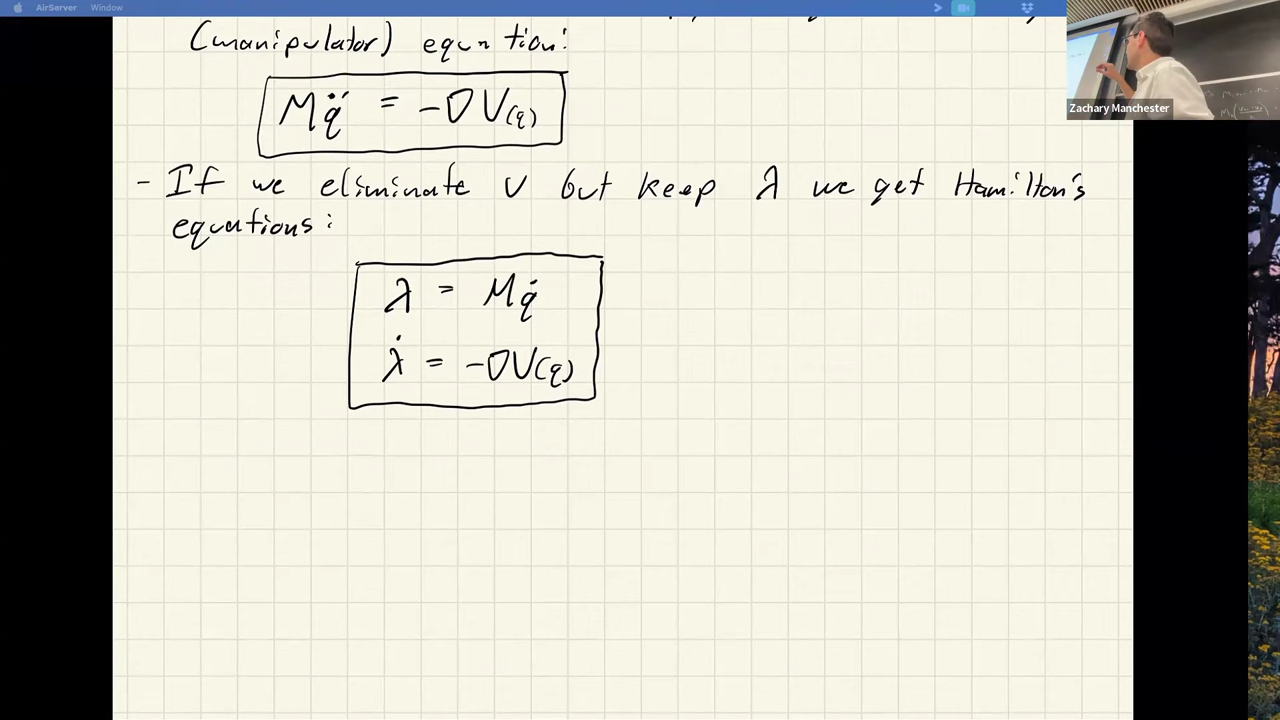 AirServer Window
(manipulator) equation:
Mq̈ = -∇V(q)
- If we eliminate v but keep λ we get Hamilton's
equations:
λ = Mq̇
λ̇ = -∇V(q)
Zachary Manchester